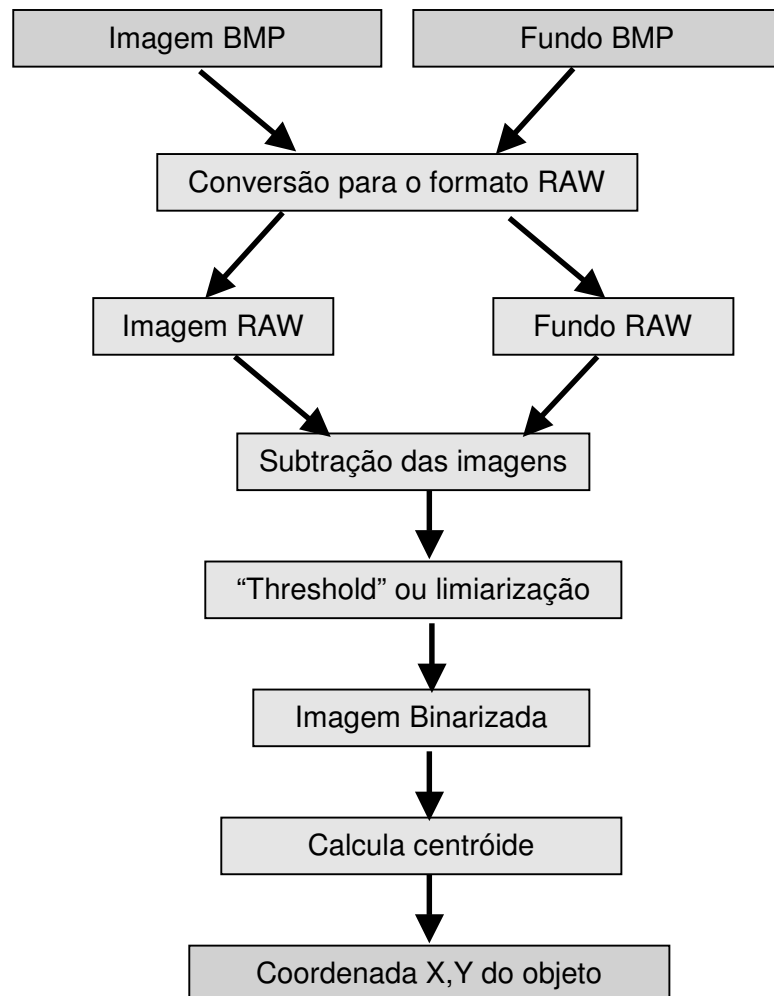 Imagem BMP
Fundo BMP
Conversão para o formato RAW
Imagem RAW
Fundo RAW
Subtração das imagens
“Threshold” ou limiarização
Imagem Binarizada
Calcula centróide
Coordenada X,Y do objeto